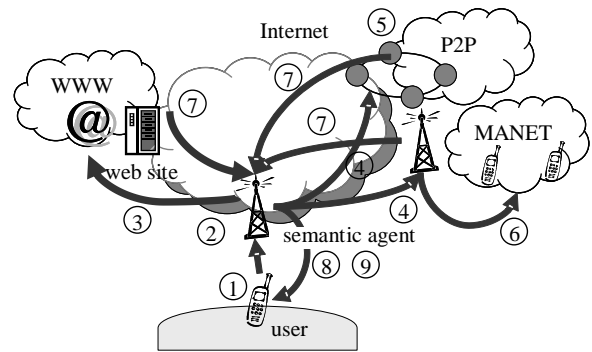 Internet
⑤
P2P
WWW
⑦
⑦
@
⑦
MANET
web site
④
③
②
④
⑥
semantic agent
①
⑧ ⑨
user